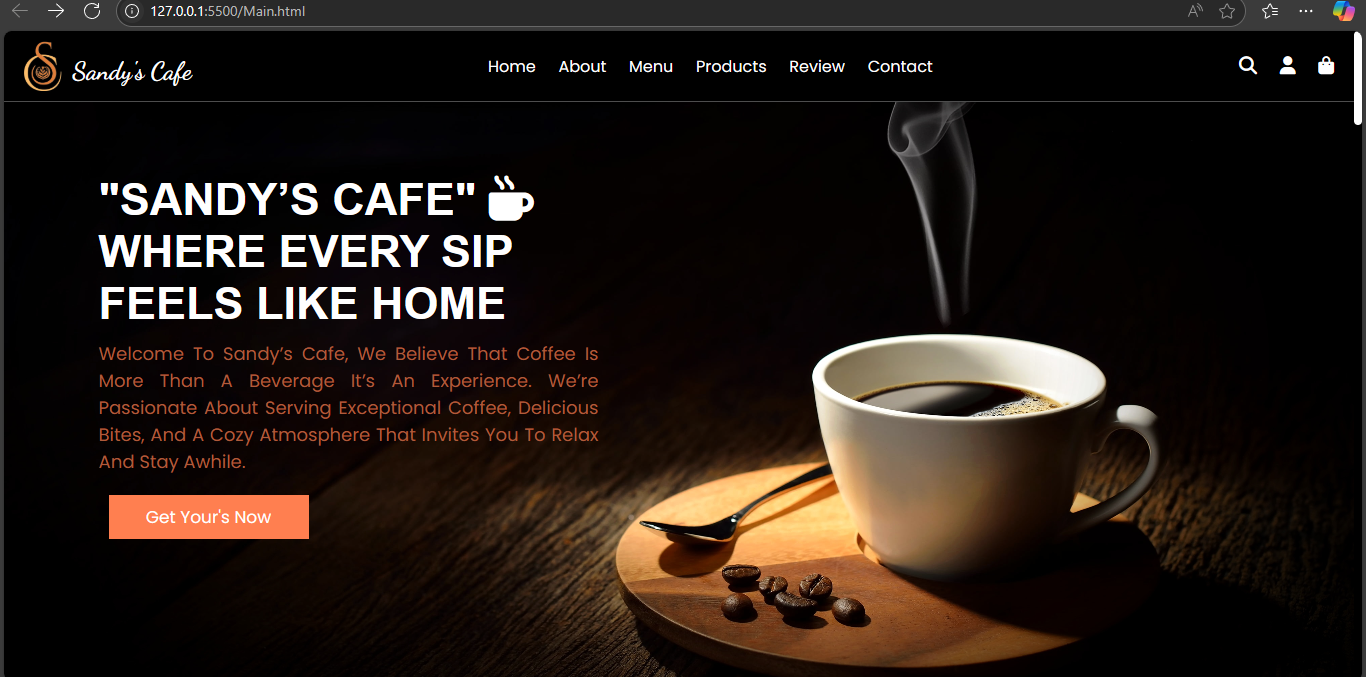 127.0.0.1:5500/Main.html
Sandy's Cafe
Home About Menu Products Review Contact
"SANDY’S CAFE"
WHERE EVERY SIP
FEELS LIKE HOME
Welcome To Sandy’s Cafe, We Believe That Coffee Is
More Than A Beverage It’s An Experience. We’re
Passionate About Serving Exceptional Coffee, Delicious
Bites, And A Cozy Atmosphere That Invites You To Relax
And Stay Awhile.
Get Your's Now